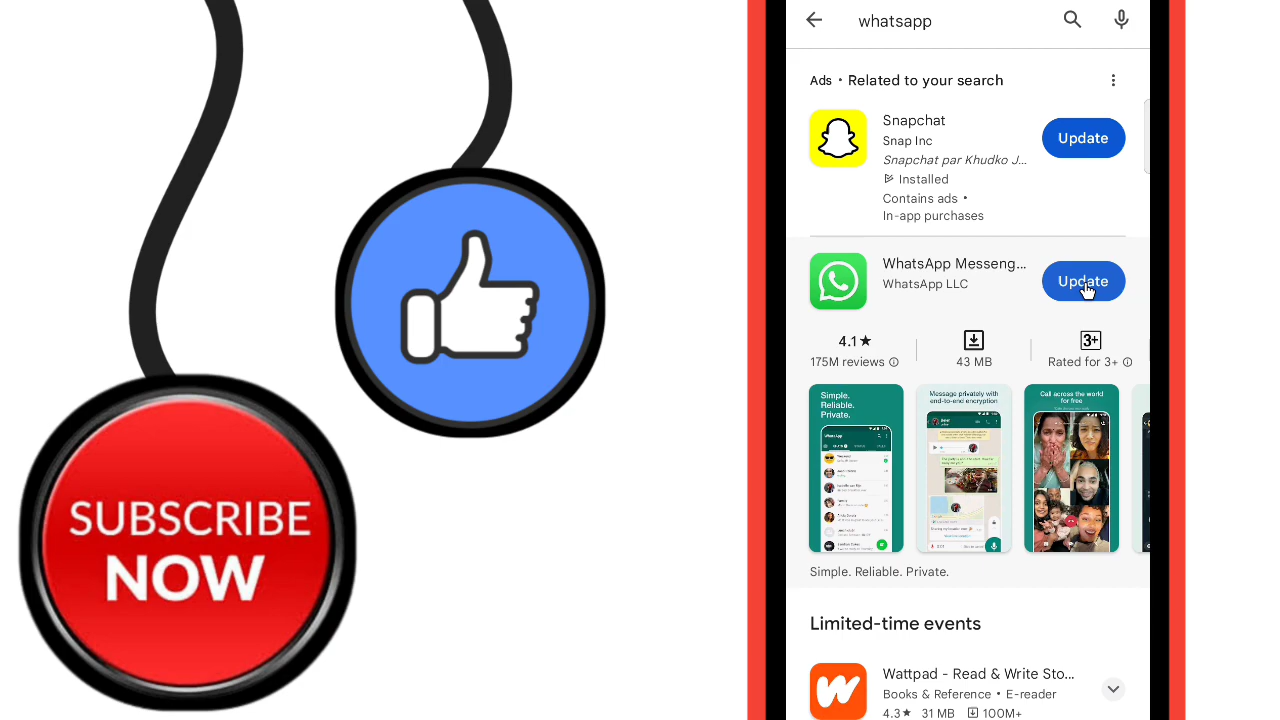 SUBSCRIBE
NOW
whatsapp
Ads • Related to your search
Snapchat
Snap Inc
Snapchat par Khudko J...
Installed
Contains ads •
In-app purchases
Update
WhatsApp Messeng...
WhatsApp LLC
Update
4.1★
175M reviews
43 MB
3+
Rated for 3+
Simple.
Reliable.
Private.
WhatsApp
Message privately with
end-to-end encryption
Call across the world
for free
Simple. Reliable. Private.
Limited-time events
Wattpad - Read & Write Sto...
Books & Reference • E-reader
4.3★ 31 MB 100M+